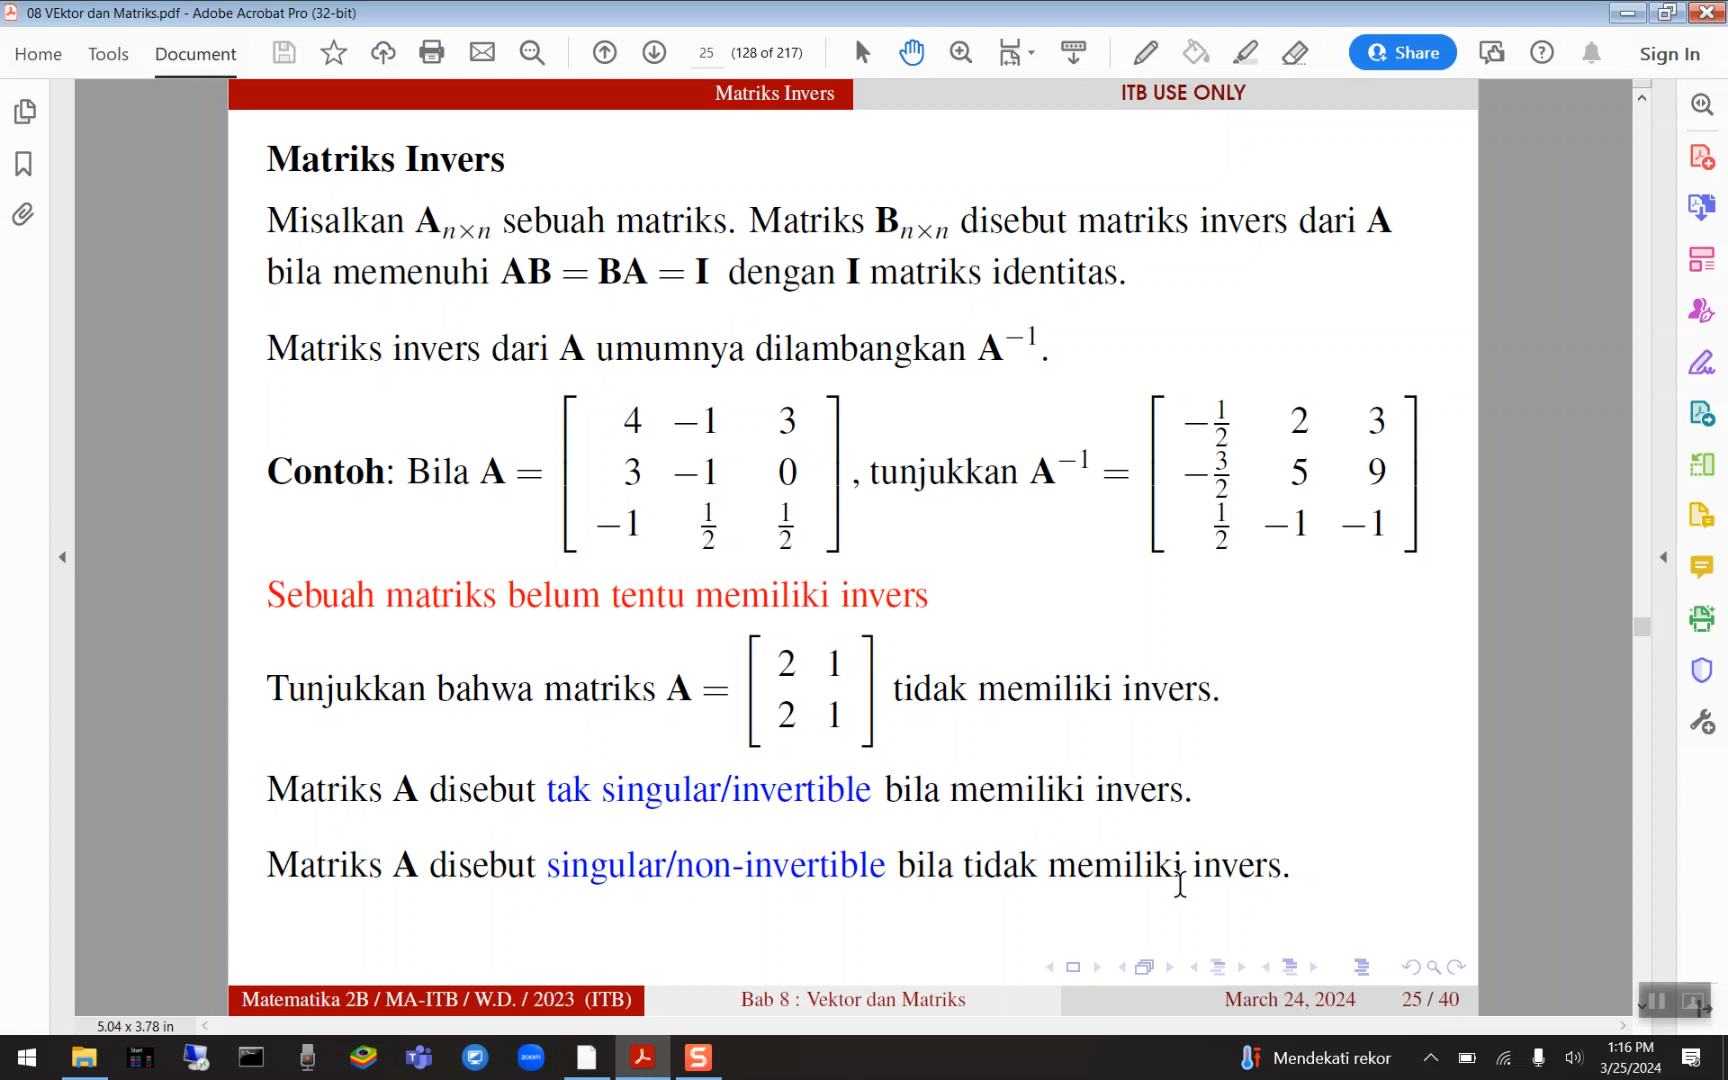 08 VEktor dan Matriks.pdf - Adobe Acrobat Pro (32-bit)
Home Tools Document 25 (128 of 217) Share Sign In
Matriks Invers ITB USE ONLY
Matriks Invers
Misalkan Aₙ×ₙ sebuah matriks. Matriks Bₙ×ₙ disebut matriks invers dari A
bila memenuhi AB = BA = I dengan I matriks identitas.
Matriks invers dari A umumnya dilambangkan A⁻¹.
Contoh: Bila A = [4 −1 3; 3 −1 0; −1 1/2 1/2], tunjukkan A⁻¹ = [−1/2 2 3; −3/2 5 9; 1/2 −1 −1]
Sebuah matriks belum tentu memiliki invers
Tunjukkan bahwa matriks A = [2 1; 2 1] tidak memiliki invers.
Matriks A disebut tak singular/invertible bila memiliki invers.
Matriks A disebut singular/non-invertible bila tidak memiliki invers.
Matematika 2B / MA-ITB / W.D. / 2023 (ITB) Bab 8 : Vektor dan Matriks March 24, 2024 25 / 40
5.04 x 3.78 in
Start zoom S Mendekati rekor 1:16 PM
3/25/2024